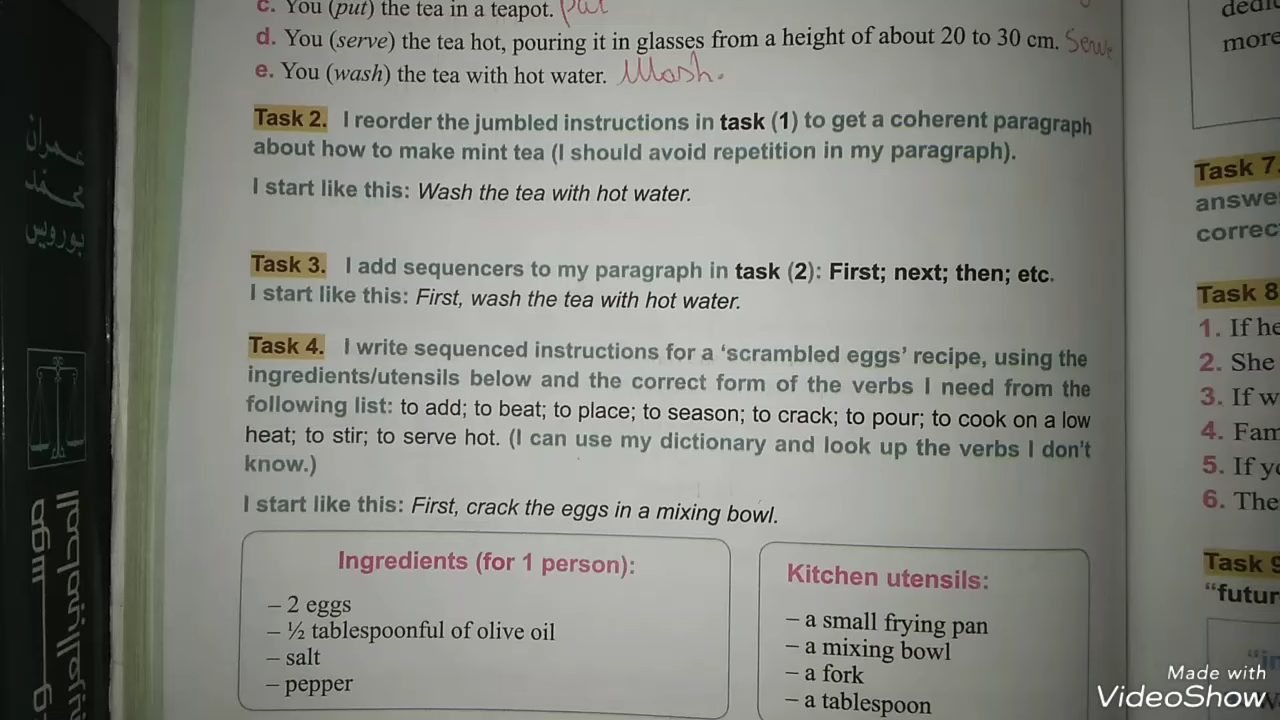 c. You (put) the tea in a teapot. put
d. You (serve) the tea hot, pouring it in glasses from a height of about 20 to 30 cm. Serve
e. You (wash) the tea with hot water. Wash.
Task 2. I reorder the jumbled instructions in task (1) to get a coherent paragraph
about how to make mint tea (I should avoid repetition in my paragraph).
I start like this: Wash the tea with hot water.
Task 3. I add sequencers to my paragraph in task (2): First; next; then; etc.
I start like this: First, wash the tea with hot water.
Task 4. I write sequenced instructions for a ‘scrambled eggs’ recipe, using the
ingredients/utensils below and the correct form of the verbs I need from the
following list: to add; to beat; to place; to season; to crack; to pour; to cook on a low
heat; to stir; to serve hot. (I can use my dictionary and look up the verbs I don't
know.)
I start like this: First, crack the eggs in a mixing bowl.
Ingredients (for 1 person):
– 2 eggs
– ½ tablespoonful of olive oil
– salt
– pepper
Kitchen utensils:
– a small frying pan
– a mixing bowl
– a fork
– a tablespoon
more
Task 7.
answe
correc
Task 8
1. If he
2. She
3. If w
4. Fam
5. If yo
6. The
Task 9
“futur
عمران
محمد
بورويس
Made with
VideoShow